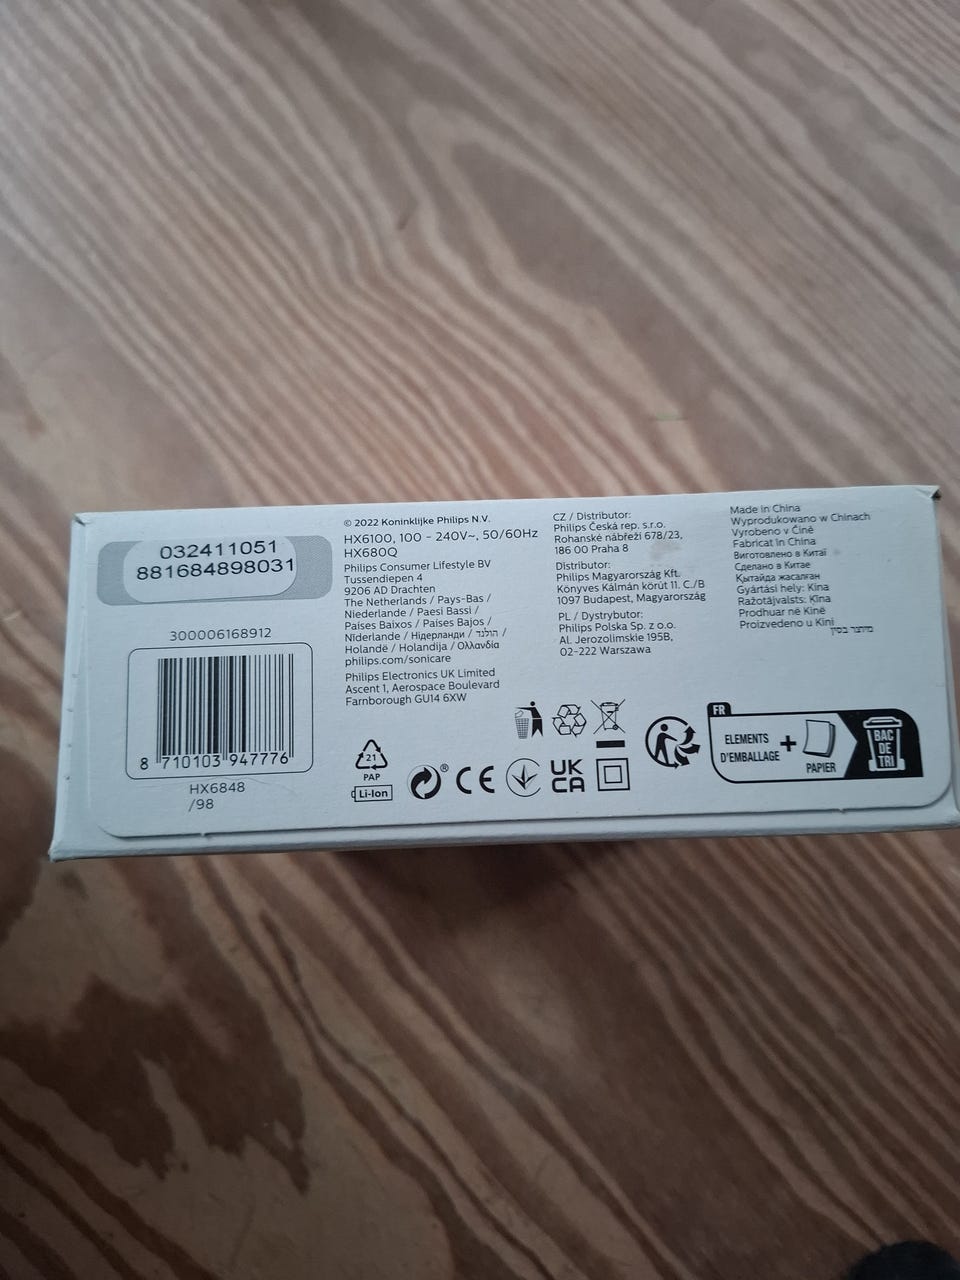 032411051
881684898031
300006168912
8 710103 947776
HX6848
/98
© 2022 Koninklijke Philips N.V.
HX6100, 100 - 240V~, 50/60Hz
HX680Q
Philips Consumer Lifestyle BV
Tussendiepen 4
9206 AD Drachten
The Netherlands / Pays-Bas /
Niederlande / Paesi Bassi /
Paises Baixos / Países Bajos /
Nīderlande / Нідерланди / הולנד /
Holandë / Holandija / Ολλανδία
philips.com/sonicare
Philips Electronics UK Limited
Ascent 1, Aerospace Boulevard
Farnborough GU14 6XW
21
PAP
Li-Ion
®
CE
UK
CA
CZ / Distributor:
Philips Česká rep. s.r.o.
Rohanské nábřeží 678/23,
186 00 Praha 8
Distributor:
Philips Magyarország Kft.
Könyves Kálmán körút 11. C./B
1097 Budapest, Magyarország
PL / Dystrybutor:
Philips Polska Sp. z o.o.
Al. Jerozolimskie 195B,
02-222 Warszawa
Made in China
Wyprodukowano w Chinach
Vyrobeno v Číně
Fabricat în China
Виготовлено в Китаї
Сделано в Китае
Қытайда жасалған
Gyártási hely: Kína
Ražotājvalsts: Ķīna
Prodhuar në Kinë
Proizvedeno u Kini
מיוצר בסין
FR
ELEMENTS
D'EMBALLAGE
+
PAPIER
BAC
DE
TRI